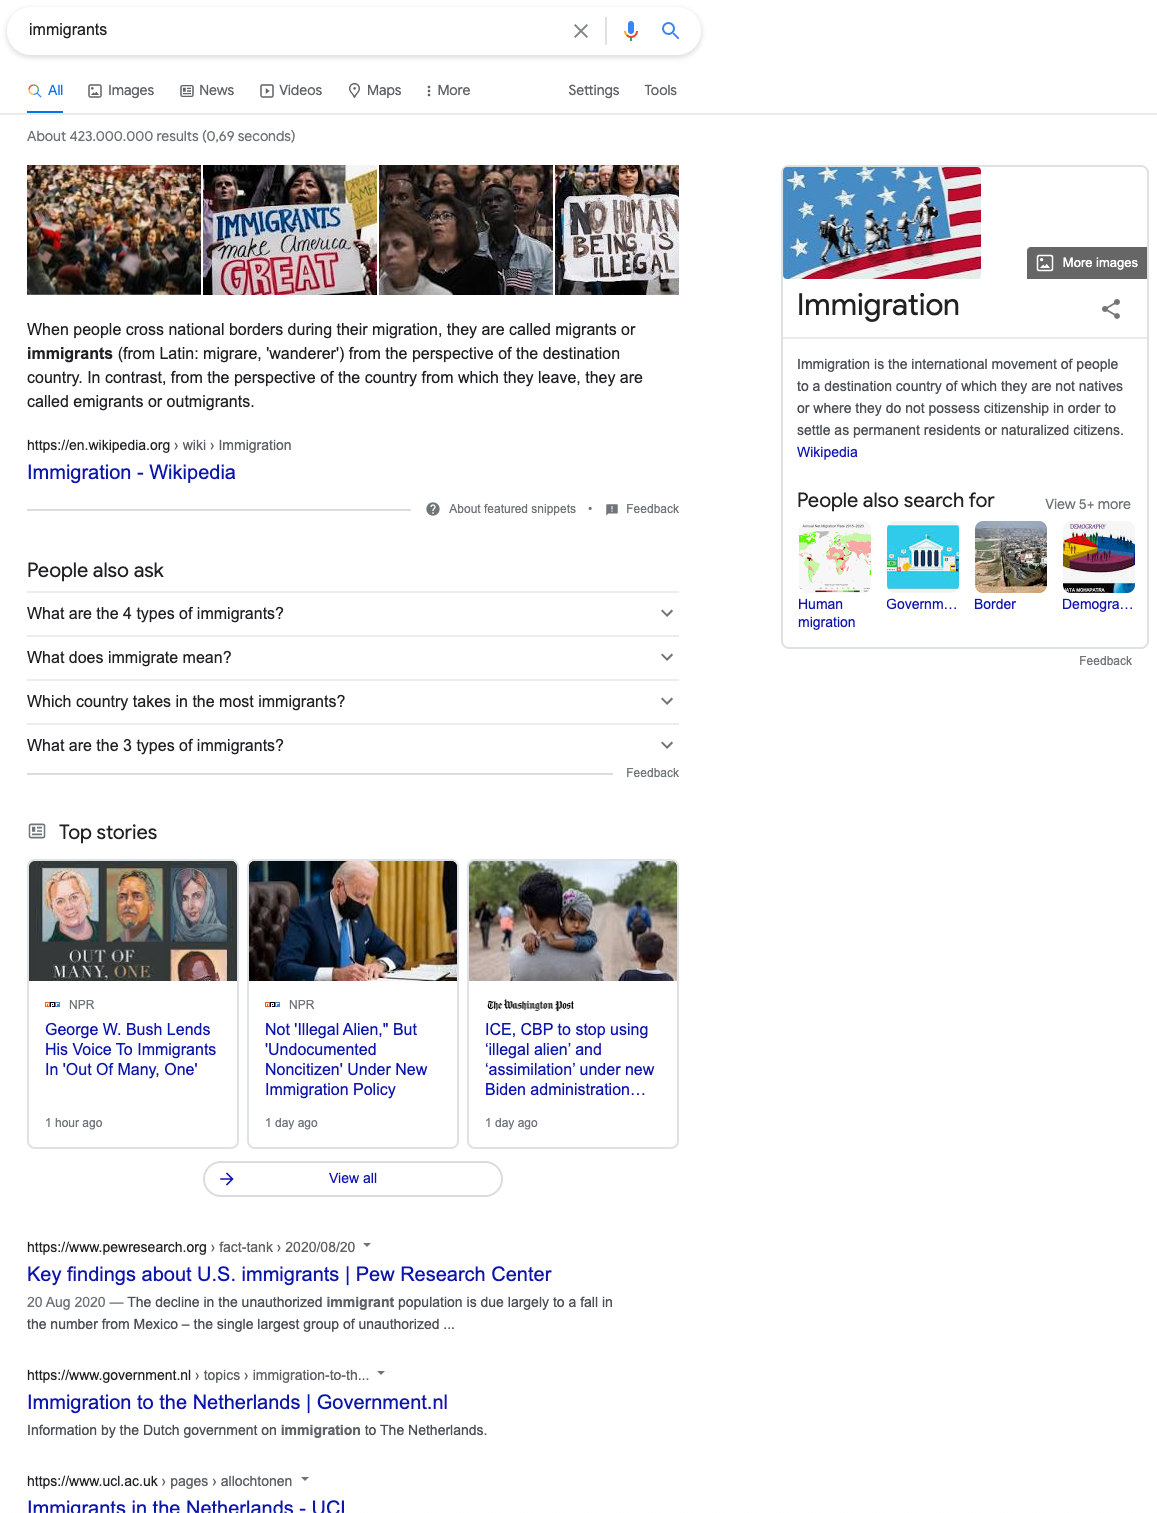 immigrants
All Images News Videos Maps More Settings Tools
About 423.000.000 results (0,69 seconds)
IMMIGRANTS
make America
GREAT
NO HUMAN
BEING IS
ILLEGAL
When people cross national borders during their migration, they are called migrants or
immigrants (from Latin: migrare, 'wanderer') from the perspective of the destination
country. In contrast, from the perspective of the country from which they leave, they are
called emigrants or outmigrants.
https://en.wikipedia.org › wiki › Immigration
Immigration - Wikipedia
About featured snippets • Feedback
People also ask
What are the 4 types of immigrants?
What does immigrate mean?
Which country takes in the most immigrants?
What are the 3 types of immigrants?
Feedback
Top stories
OUT OF
MANY, ONE
NPR
George W. Bush Lends
His Voice To Immigrants
In 'Out Of Many, One'
1 hour ago
NPR
Not 'Illegal Alien," But
'Undocumented
Noncitizen' Under New
Immigration Policy
1 day ago
The Washington Post
ICE, CBP to stop using
‘illegal alien’ and
‘assimilation’ under new
Biden administration…
1 day ago
View all
https://www.pewresearch.org › fact-tank › 2020/08/20
Key findings about U.S. immigrants | Pew Research Center
20 Aug 2020 — The decline in the unauthorized immigrant population is due largely to a fall in
the number from Mexico – the single largest group of unauthorized ...
https://www.government.nl › topics › immigration-to-th...
Immigration to the Netherlands | Government.nl
Information by the Dutch government on immigration to The Netherlands.
https://www.ucl.ac.uk › pages › allochtonen
Immigrants in the Netherlands - UCL
More images
Immigration
Immigration is the international movement of people
to a destination country of which they are not natives
or where they do not possess citizenship in order to
settle as permanent residents or naturalized citizens.
Wikipedia
People also search for View 5+ more
Annual Net Migration Rate 2015–2020
DEMOGRAPHY
ATA MOHAPATRA
Human
migration
Governm…
Border
Demogra…
Feedback